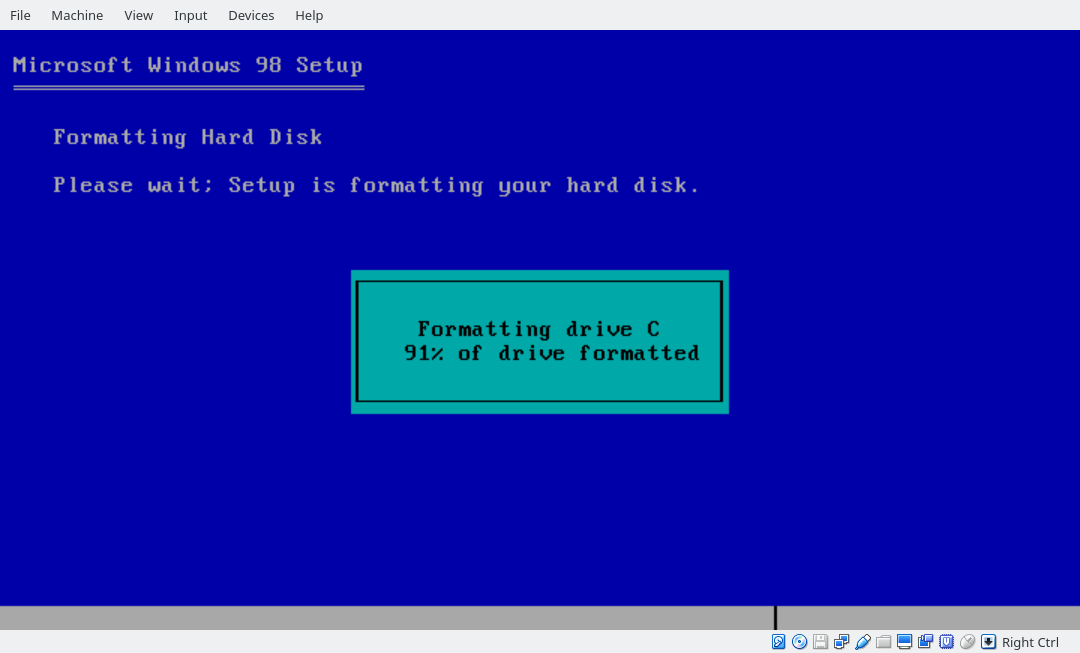 File Machine View Input Devices Help
Microsoft Windows 98 Setup
Formatting Hard Disk
Please wait; Setup is formatting your hard disk.
Formatting drive C
91% of drive formatted
Right Ctrl